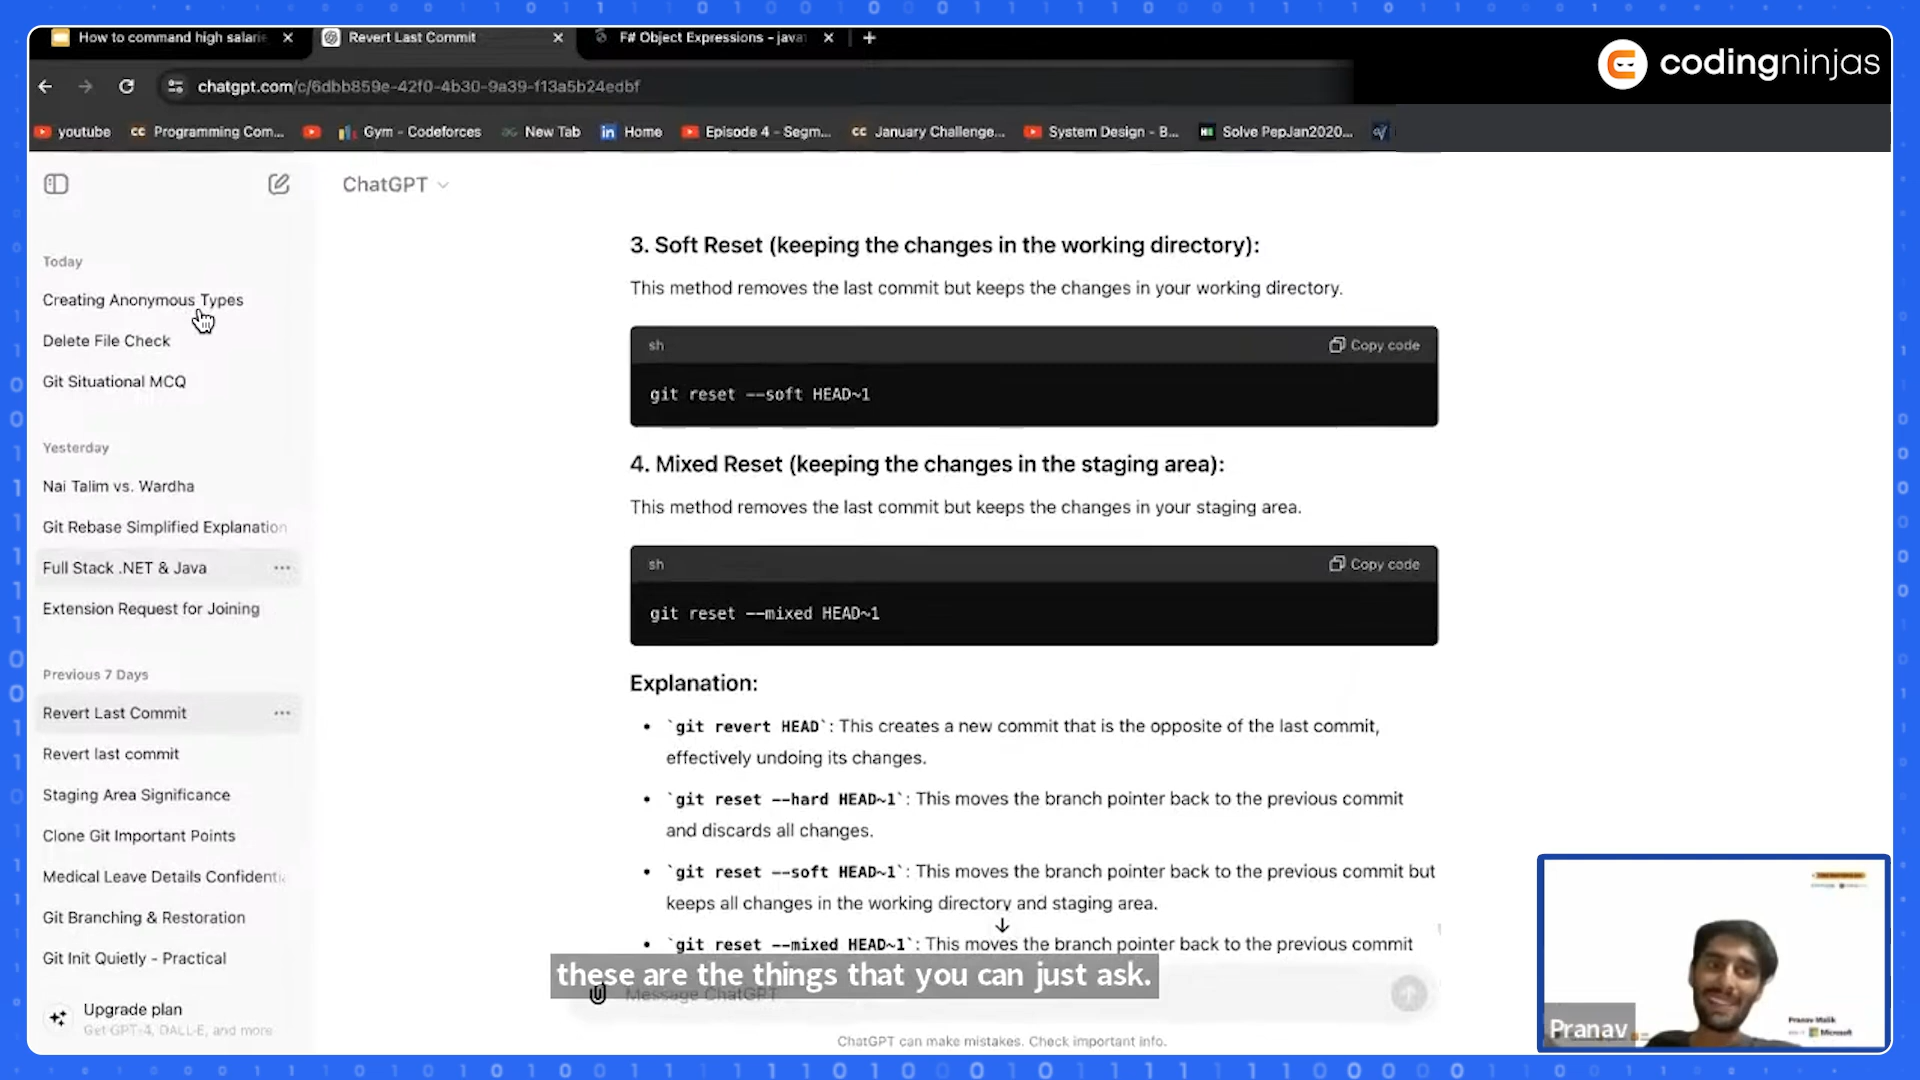 How to command high salarie
Revert Last Commit
F# Object Expressions - java
codingninjas
chatgpt.com/c/6dbb859e-42f0-4b30-9a39-f13a5b24edbf
youtube
Programming Com...
Gym - Codeforces
New Tab
Home
Episode 4 - Segm...
January Challenge...
System Design - B...
Solve PepJan2020...
ChatGPT
Today
Creating Anonymous Types
Delete File Check
Git Situational MCQ
Yesterday
Nai Talim vs. Wardha
Git Rebase Simplified Explanation
Full Stack .NET & Java
Extension Request for Joining
Previous 7 Days
Revert Last Commit
Revert last commit
Staging Area Significance
Clone Git Important Points
Medical Leave Details Confidenti
Git Branching & Restoration
Git Init Quietly - Practical
Upgrade plan
Get GPT-4, DALL-E, and more
3. Soft Reset (keeping the changes in the working directory):
This method removes the last commit but keeps the changes in your working directory.
sh
Copy code
git reset --soft HEAD~1
4. Mixed Reset (keeping the changes in the staging area):
This method removes the last commit but keeps the changes in your staging area.
sh
Copy code
git reset --mixed HEAD~1
Explanation:
• `git revert HEAD`: This creates a new commit that is the opposite of the last commit,
effectively undoing its changes.
• `git reset --hard HEAD~1`: This moves the branch pointer back to the previous commit
and discards all changes.
• `git reset --soft HEAD~1`: This moves the branch pointer back to the previous commit but
keeps all changes in the working directory and staging area.
• `git reset --mixed HEAD~1`: This moves the branch pointer back to the previous commit
these are the things that you can just ask.
Message ChatGPT
ChatGPT can make mistakes. Check important info.
Pranav
Pranav Malik
Microsoft